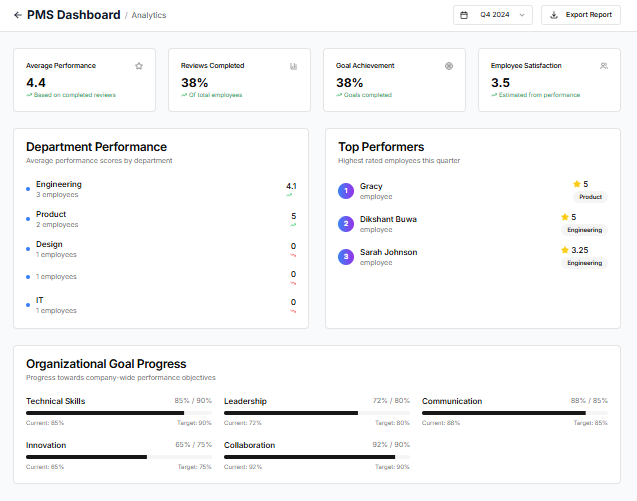 PMS Dashboard / Analytics
Q4 2024
Export Report
Average Performance
4.4
Based on completed reviews
Reviews Completed
38%
Of total employees
Goal Achievement
38%
Goals completed
Employee Satisfaction
3.5
Estimated from performance
Department Performance
Average performance scores by department
Engineering
3 employees
4.1
Product
2 employees
5
Design
1 employees
0
1 employees
0
IT
1 employees
0
Top Performers
Highest rated employees this quarter
1
Gracy
employee
5
Product
2
Dikshant Buwa
employee
5
Engineering
3
Sarah Johnson
employee
3.25
Engineering
Organizational Goal Progress
Progress towards company-wide performance objectives
Technical Skills 85% / 90%
Current: 85% Target: 90%
Leadership 72% / 80%
Current: 72% Target: 80%
Communication 88% / 85%
Current: 88% Target: 85%
Innovation 65% / 75%
Current: 65% Target: 75%
Collaboration 92% / 90%
Current: 92% Target: 90%